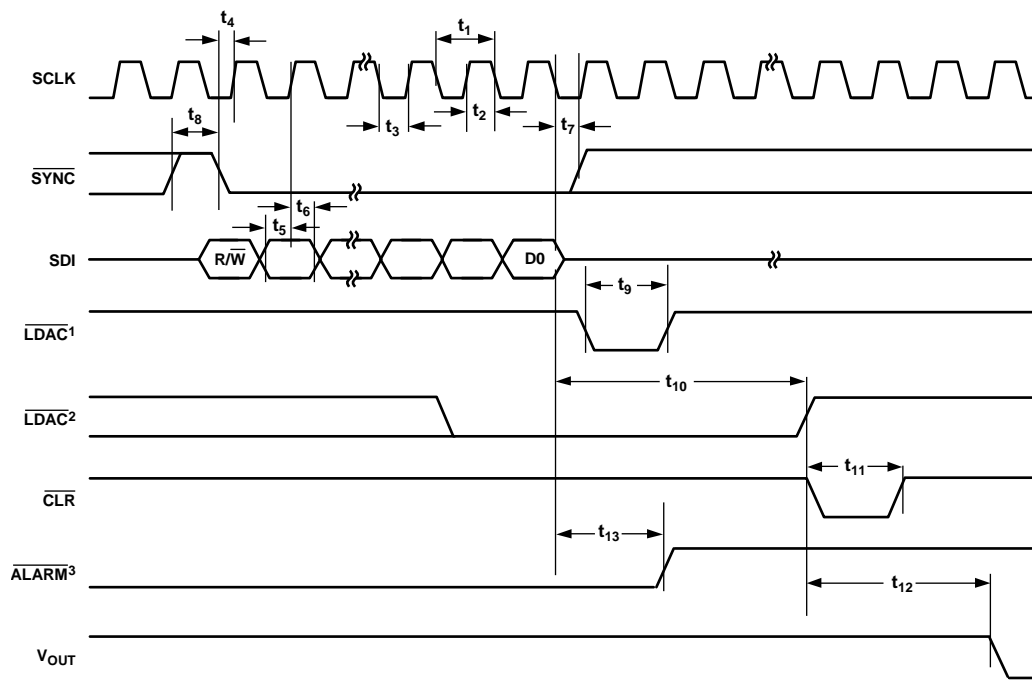 t4
t1
SCLK
t8
t3
t2
t7
SYNC
t6
t5
SDI
R/W
D0
t9
LDAC1
t10
LDAC2
t11
CLR
t13
ALARM3
t12
VOUT